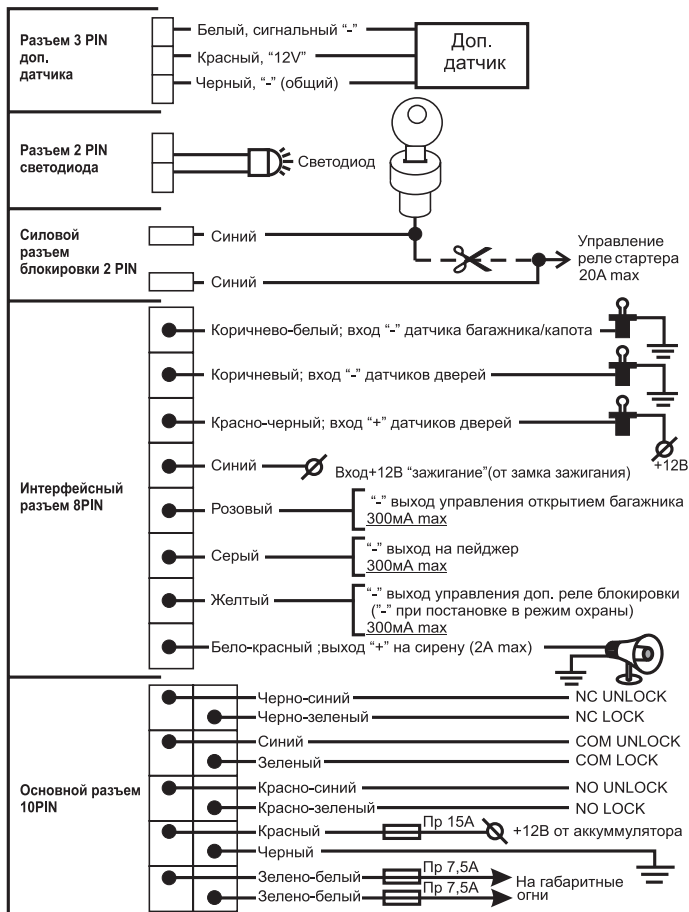 Разъем 3 PIN
доп.
датчика
Белый, сигнальный “-”
Красный, “12V”
Черный, “-” (общий)
Доп.
датчик
Разъем 2 PIN
светодиода
Светодиод
Силовой
разъем
блокировки 2 PIN
Синий
Синий
Управление
реле стартера
20А max
Интерфейсный
разъем 8PIN
Коричнево-белый; вход “-” датчика багажника/капота
Коричневый; вход “-” датчиков дверей
Красно-черный; вход “+” датчиков дверей
+12В
Синий
Вход+12В “зажигание”(от замка зажигания)
Розовый
“-” выход управления открытием багажника
300мА max
Серый
“-” выход на пейджер
300мА max
Желтый
“-” выход управления доп. реле блокировки
(“-” при постановке в режим охраны)
300мА max
Бело-красный ;выход “+” на сирену (2А max)
Основной разъем
10PIN
Черно-синий
NC UNLOCK
Черно-зеленый
NC LOCK
Синий
COM UNLOCK
Зеленый
COM LOCK
Красно-синий
NO UNLOCK
Красно-зеленый
NO LOCK
Красный
Пр 15А
+12В от аккуммулятора
Черный
Зелено-белый
Пр 7,5А
Зелено-белый
Пр 7,5А
На габаритные
огни